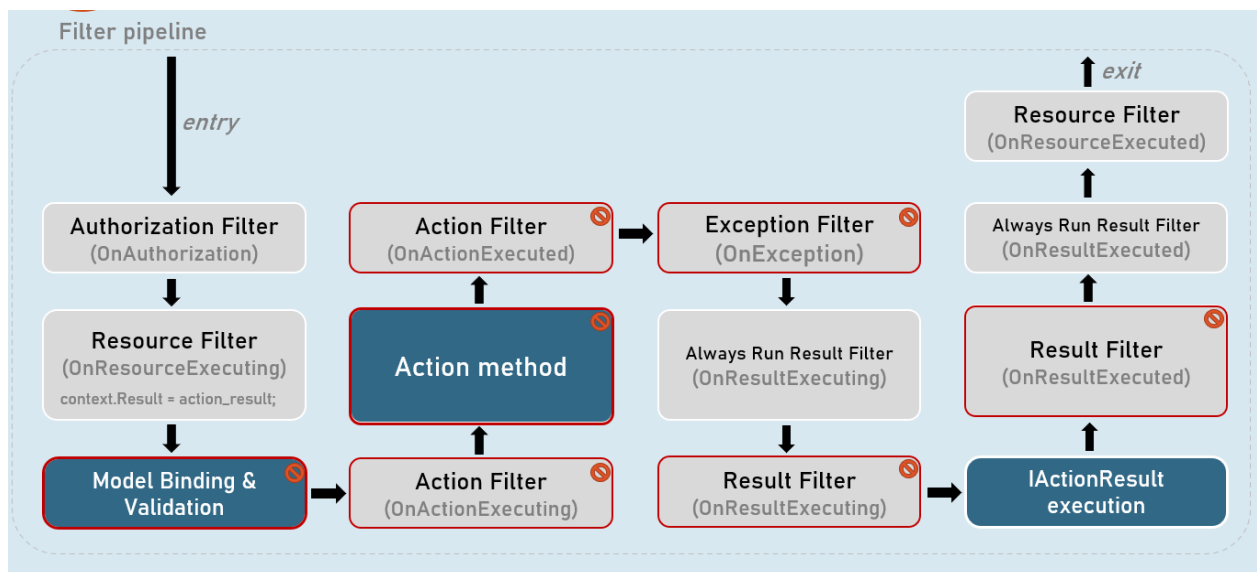 Filter pipeline
entry
Authorization Filter
(OnAuthorization)
Resource Filter
(OnResourceExecuting)
context.Result = action_result;
Model Binding &
Validation
Action Filter
(OnActionExecuting)
Action method
Action Filter
(OnActionExecuted)
Exception Filter
(OnException)
Always Run Result Filter
(OnResultExecuting)
Result Filter
(OnResultExecuting)
IActionResult
execution
Result Filter
(OnResultExecuted)
Always Run Result Filter
(OnResultExecuted)
Resource Filter
(OnResourceExecuted)
exit